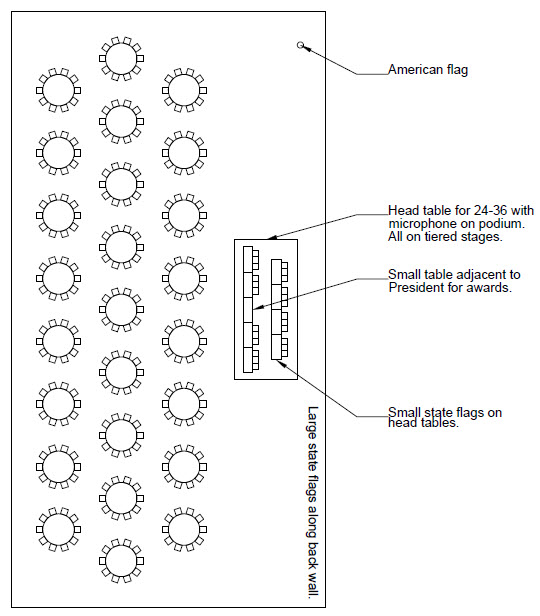 American flag
Head table for 24-36 with
microphone on podium.
All on tiered stages.
Small table adjacent to
President for awards.
Small state flags on
head tables.
Large state flags along back wall.